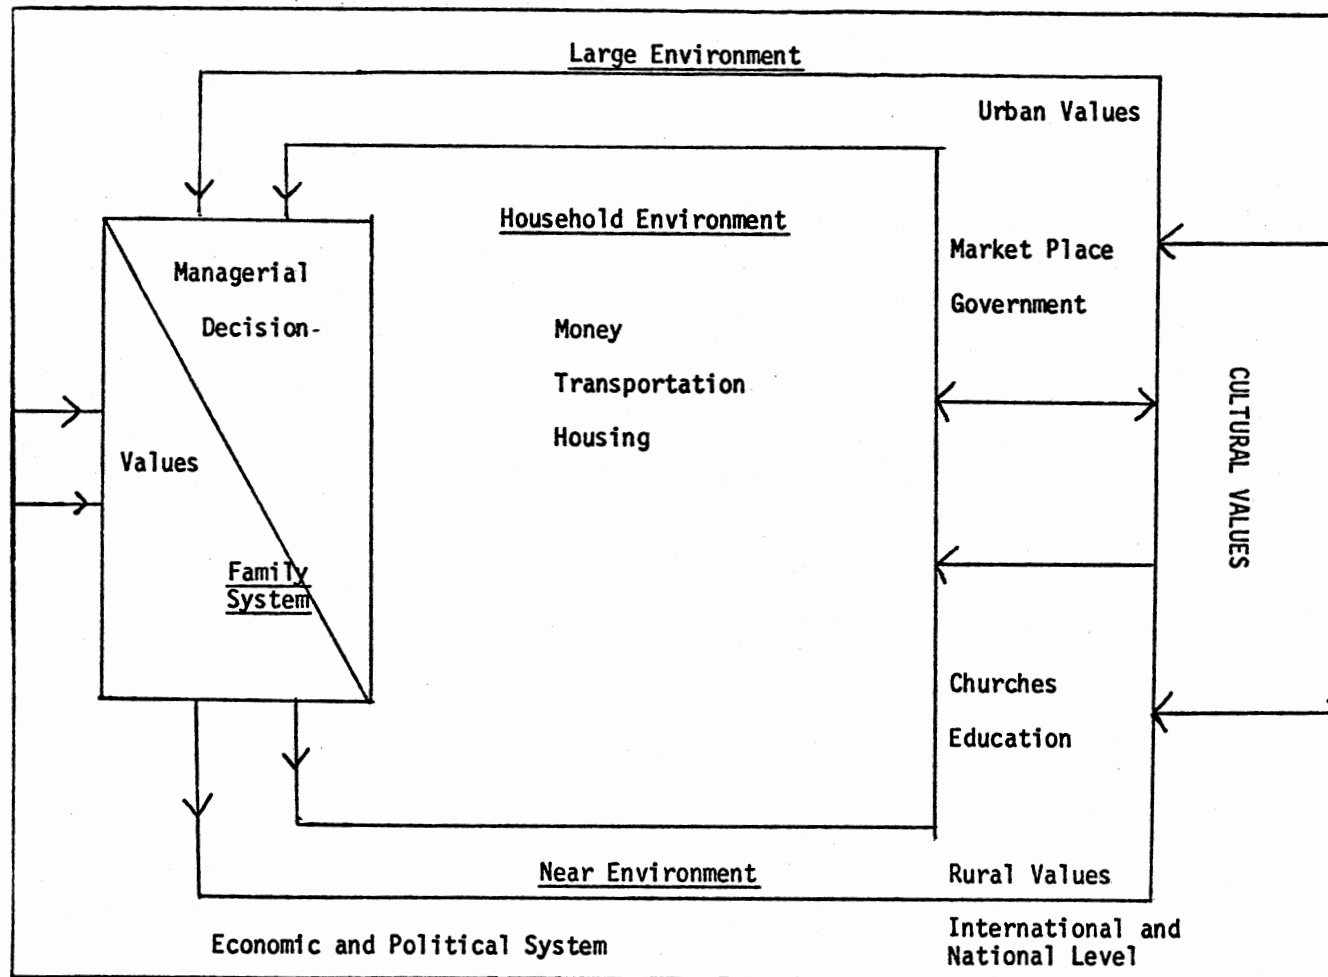 Large Environment
Urban Values
Household Environment
Market Place
Government
Managerial
Decision-
Money
Transportation
Housing
Values
CULTURAL VALUES
Family
System
Churches
Education
Near Environment
Rural Values
Economic and Political System
International and
National Level